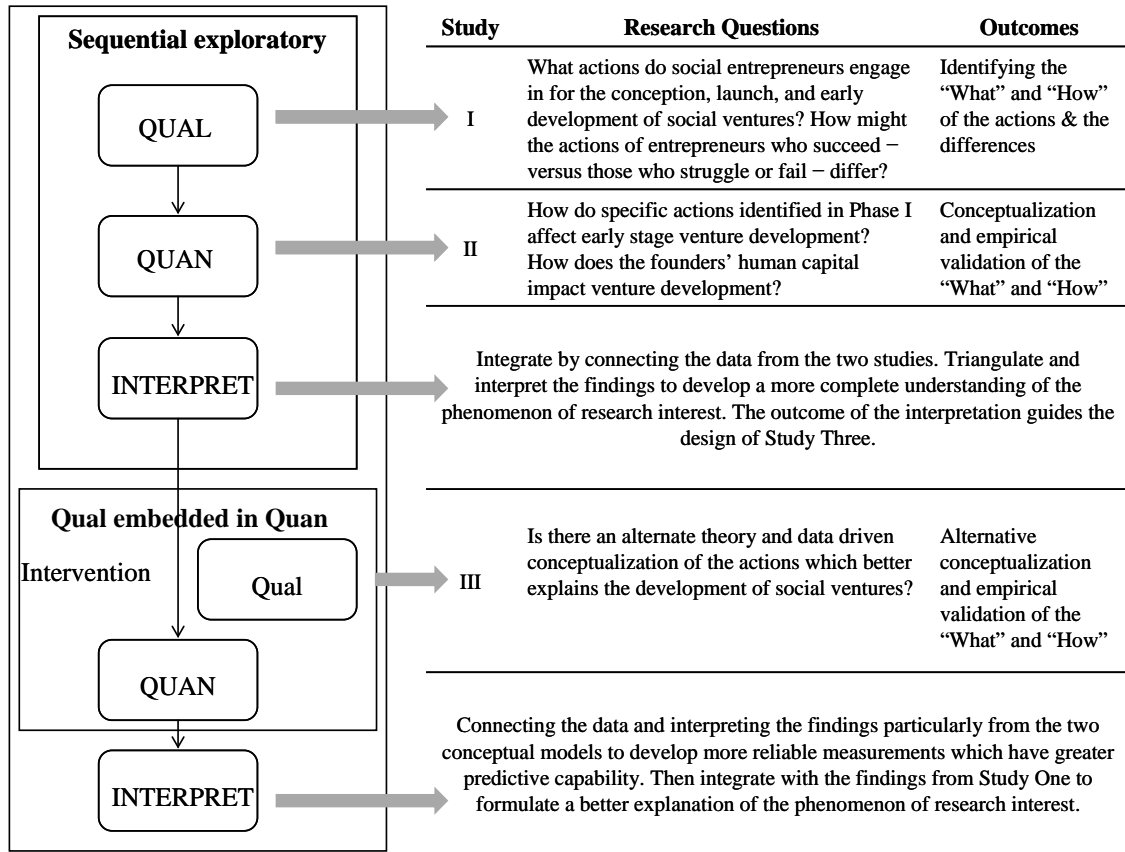 Sequential exploratory
QUAL
QUAN
INTERPRET
Qual embedded in Quan
Intervention
Qual
QUAN
INTERPRET
Study
Research Questions
Outcomes
I
What actions do social entrepreneurs engage
in for the conception, launch, and early
development of social ventures? How might
the actions of entrepreneurs who succeed −
versus those who struggle or fail − differ?
Identifying the
“What” and “How”
of the actions & the
differences
II
How do specific actions identified in Phase I
affect early stage venture development?
How does the founders’ human capital
impact venture development?
Conceptualization
and empirical
validation of the
“What” and “How”
Integrate by connecting the data from the two studies. Triangulate and
interpret the findings to develop a more complete understanding of the
phenomenon of research interest. The outcome of the interpretation guides the
design of Study Three.
III
Is there an alternate theory and data driven
conceptualization of the actions which better
explains the development of social ventures?
Alternative
conceptualization
and empirical
validation of the
“What” and “How”
Connecting the data and interpreting the findings particularly from the two
conceptual models to develop more reliable measurements which have greater
predictive capability. Then integrate with the findings from Study One to
formulate a better explanation of the phenomenon of research interest.